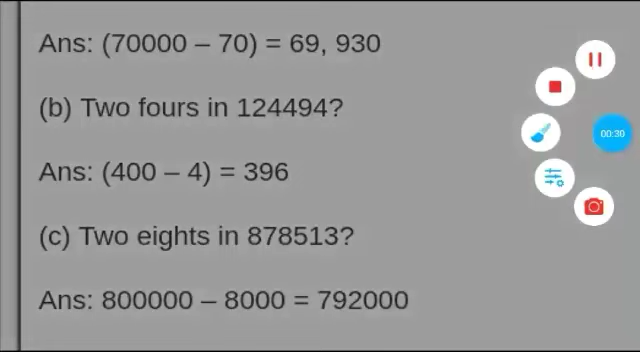 Ans: (70000 – 70) = 69, 930
(b) Two fours in 124494?
00:30
Ans: (400 – 4) = 396
(c) Two eights in 878513?
Ans: 800000 – 8000 = 792000